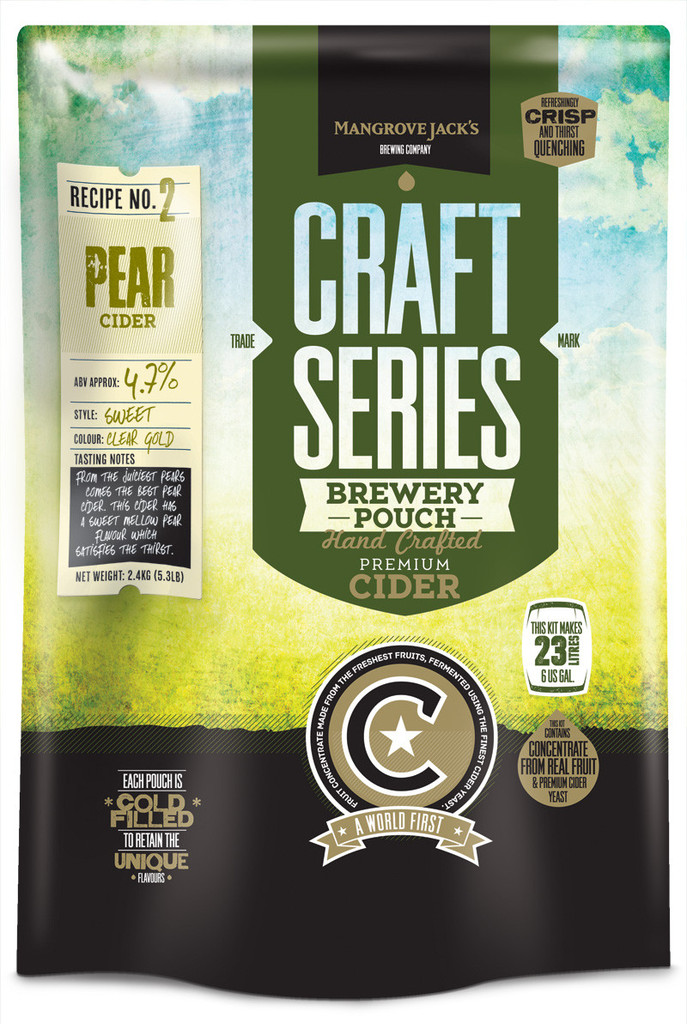 MANGROVE JACK'S
BREWING COMPANY
REFRESHINGLY
CRISP
AND THIRST
QUENCHING
RECIPE NO. 2
PEAR
CIDER
ABV APPROX: 4.7%
STYLE: SWEET
COLOUR: CLEAR GOLD
TASTING NOTES
FROM THE JUICIEST PEARS
COMES THE BEST PEAR
CIDER. THIS CIDER HAS
A SWEET MELLOW PEAR
FLAVOUR WHICH
SATISFIES THE THIRST.
NET WEIGHT: 2.4KG (5.3LB)
CRAFT
TRADE MARK
SERIES
BREWERY
— POUCH —
Hand Crafted
PREMIUM
CIDER
THIS KIT MAKES
23 LITRES
6 US GAL
FRUIT CONCENTRATE MADE FROM THE FRESHEST FRUITS, FERMENTED USING THE FINEST CIDER YEAST.
C
A WORLD FIRST
THIS KIT
CONTAINS
CONCENTRATE
FROM REAL FRUIT
& PREMIUM CIDER
YEAST
EACH POUCH IS
* COLD *
FILLED
TO RETAIN THE
UNIQUE
FLAVOURS